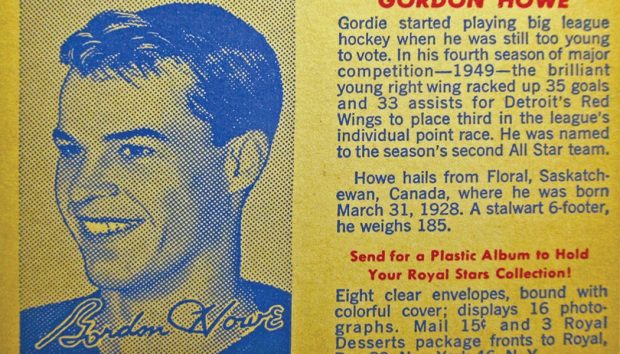 GORDON HOWE
Gordie started playing big league
hockey when he was still too young
to vote. In his fourth season of major
competition—1949—the brilliant
young right wing racked up 35 goals
and 33 assists for Detroit's Red
Wings to place third in the league's
individual point race. He was named
to the season's second All Star team.
Howe hails from Floral, Saskatch-
ewan, Canada, where he was born
March 31, 1928. A stalwart 6-footer,
he weighs 185.
Send for a Plastic Album to Hold
Your Royal Stars Collection!
Eight clear envelopes, bound with
colorful cover; displays 16 photo-
graphs. Mail 15¢ and 3 Royal
Desserts package fronts to Royal,
Gordon Howe